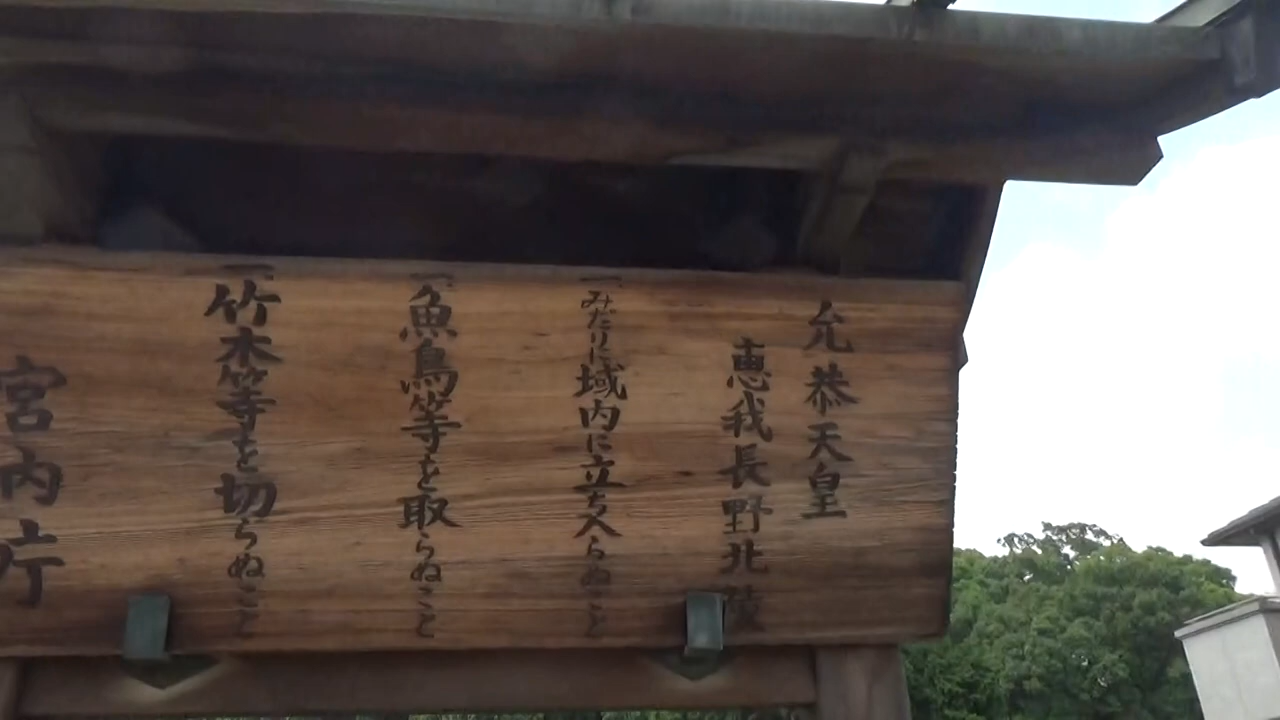 允恭天皇
恵我長野北陵
一みだりに域内に立ち入らぬこと
一魚鳥等を取らぬこと
一竹木等を切らぬこと
宮内庁